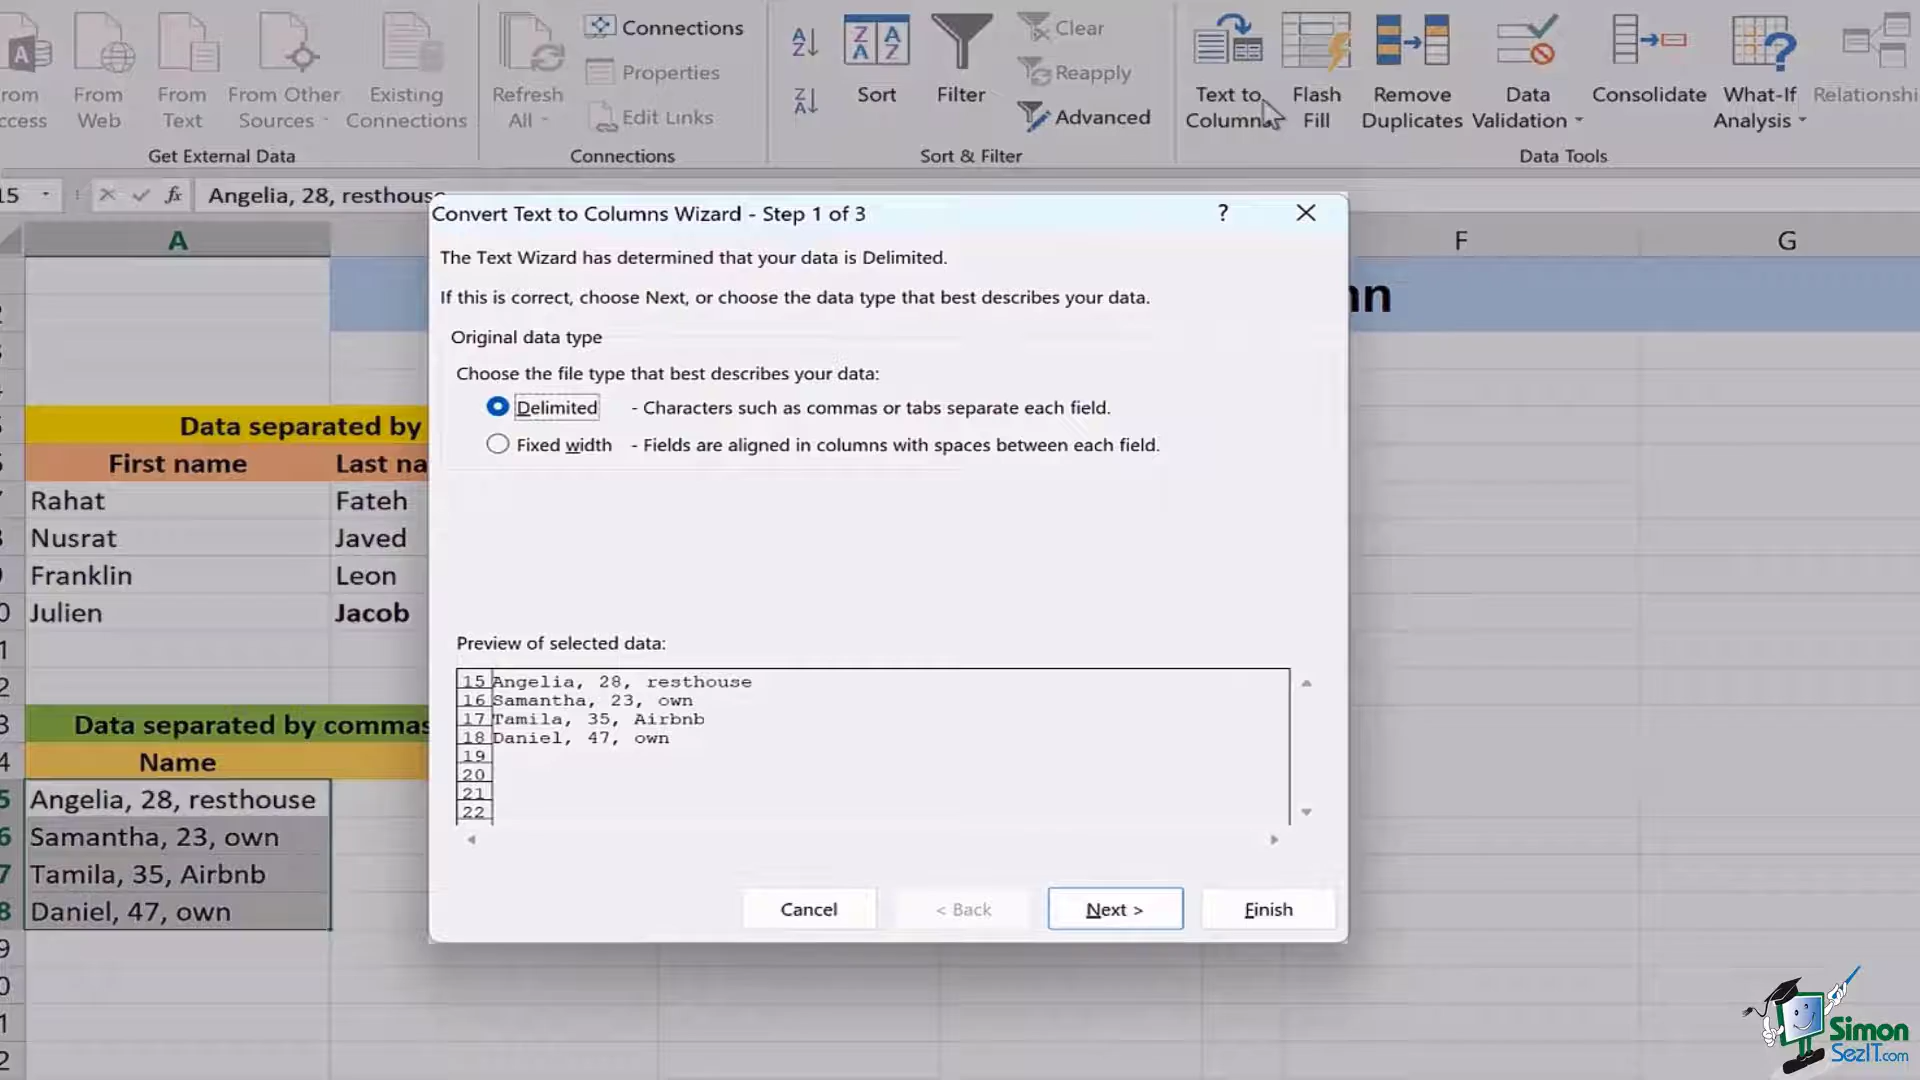 rom
ccess
From
Web
From
Text
From Other
Sources
Existing
Connections
Get External Data
Refresh
All
Connections
Properties
Edit Links
Connections
Sort
Filter
Clear
Reapply
Advanced
Sort & Filter
Text to
Column
Flash
Fill
Remove
Duplicates
Data
Validation
Consolidate
What-If
Analysis
Relationshi
Data Tools
15
fx
Angelia, 28, resthouse
A
F
G
nn
Data separated by
First name
Last na
Rahat
Fateh
Nusrat
Javed
Franklin
Leon
Julien
Jacob
Data separated by commas
Name
Angelia, 28, resthouse
Samantha, 23, own
Tamila, 35, Airbnb
Daniel, 47, own
Convert Text to Columns Wizard - Step 1 of 3
?
The Text Wizard has determined that your data is Delimited.
If this is correct, choose Next, or choose the data type that best describes your data.
Original data type
Choose the file type that best describes your data:
Delimited - Characters such as commas or tabs separate each field.
Fixed width - Fields are aligned in columns with spaces between each field.
Preview of selected data:
15 Angelia, 28, resthouse
16 Samantha, 23, own
17 Tamila, 35, Airbnb
18 Daniel, 47, own
19
20
21
22
Cancel
< Back
Next >
Finish
Simon
SezIT.com